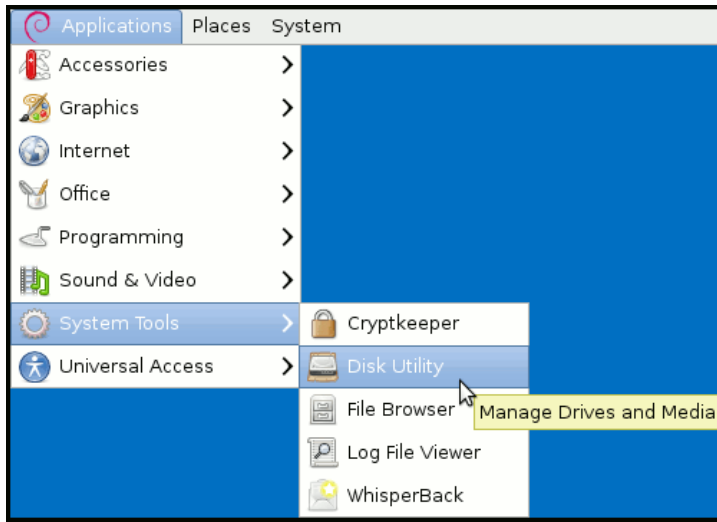 Applications Places System
Accessories
Graphics
Internet
Office
Programming
Sound & Video
System Tools
Universal Access
Cryptkeeper
Disk Utility
File Browser
Manage Drives and Media
Log File Viewer
WhisperBack